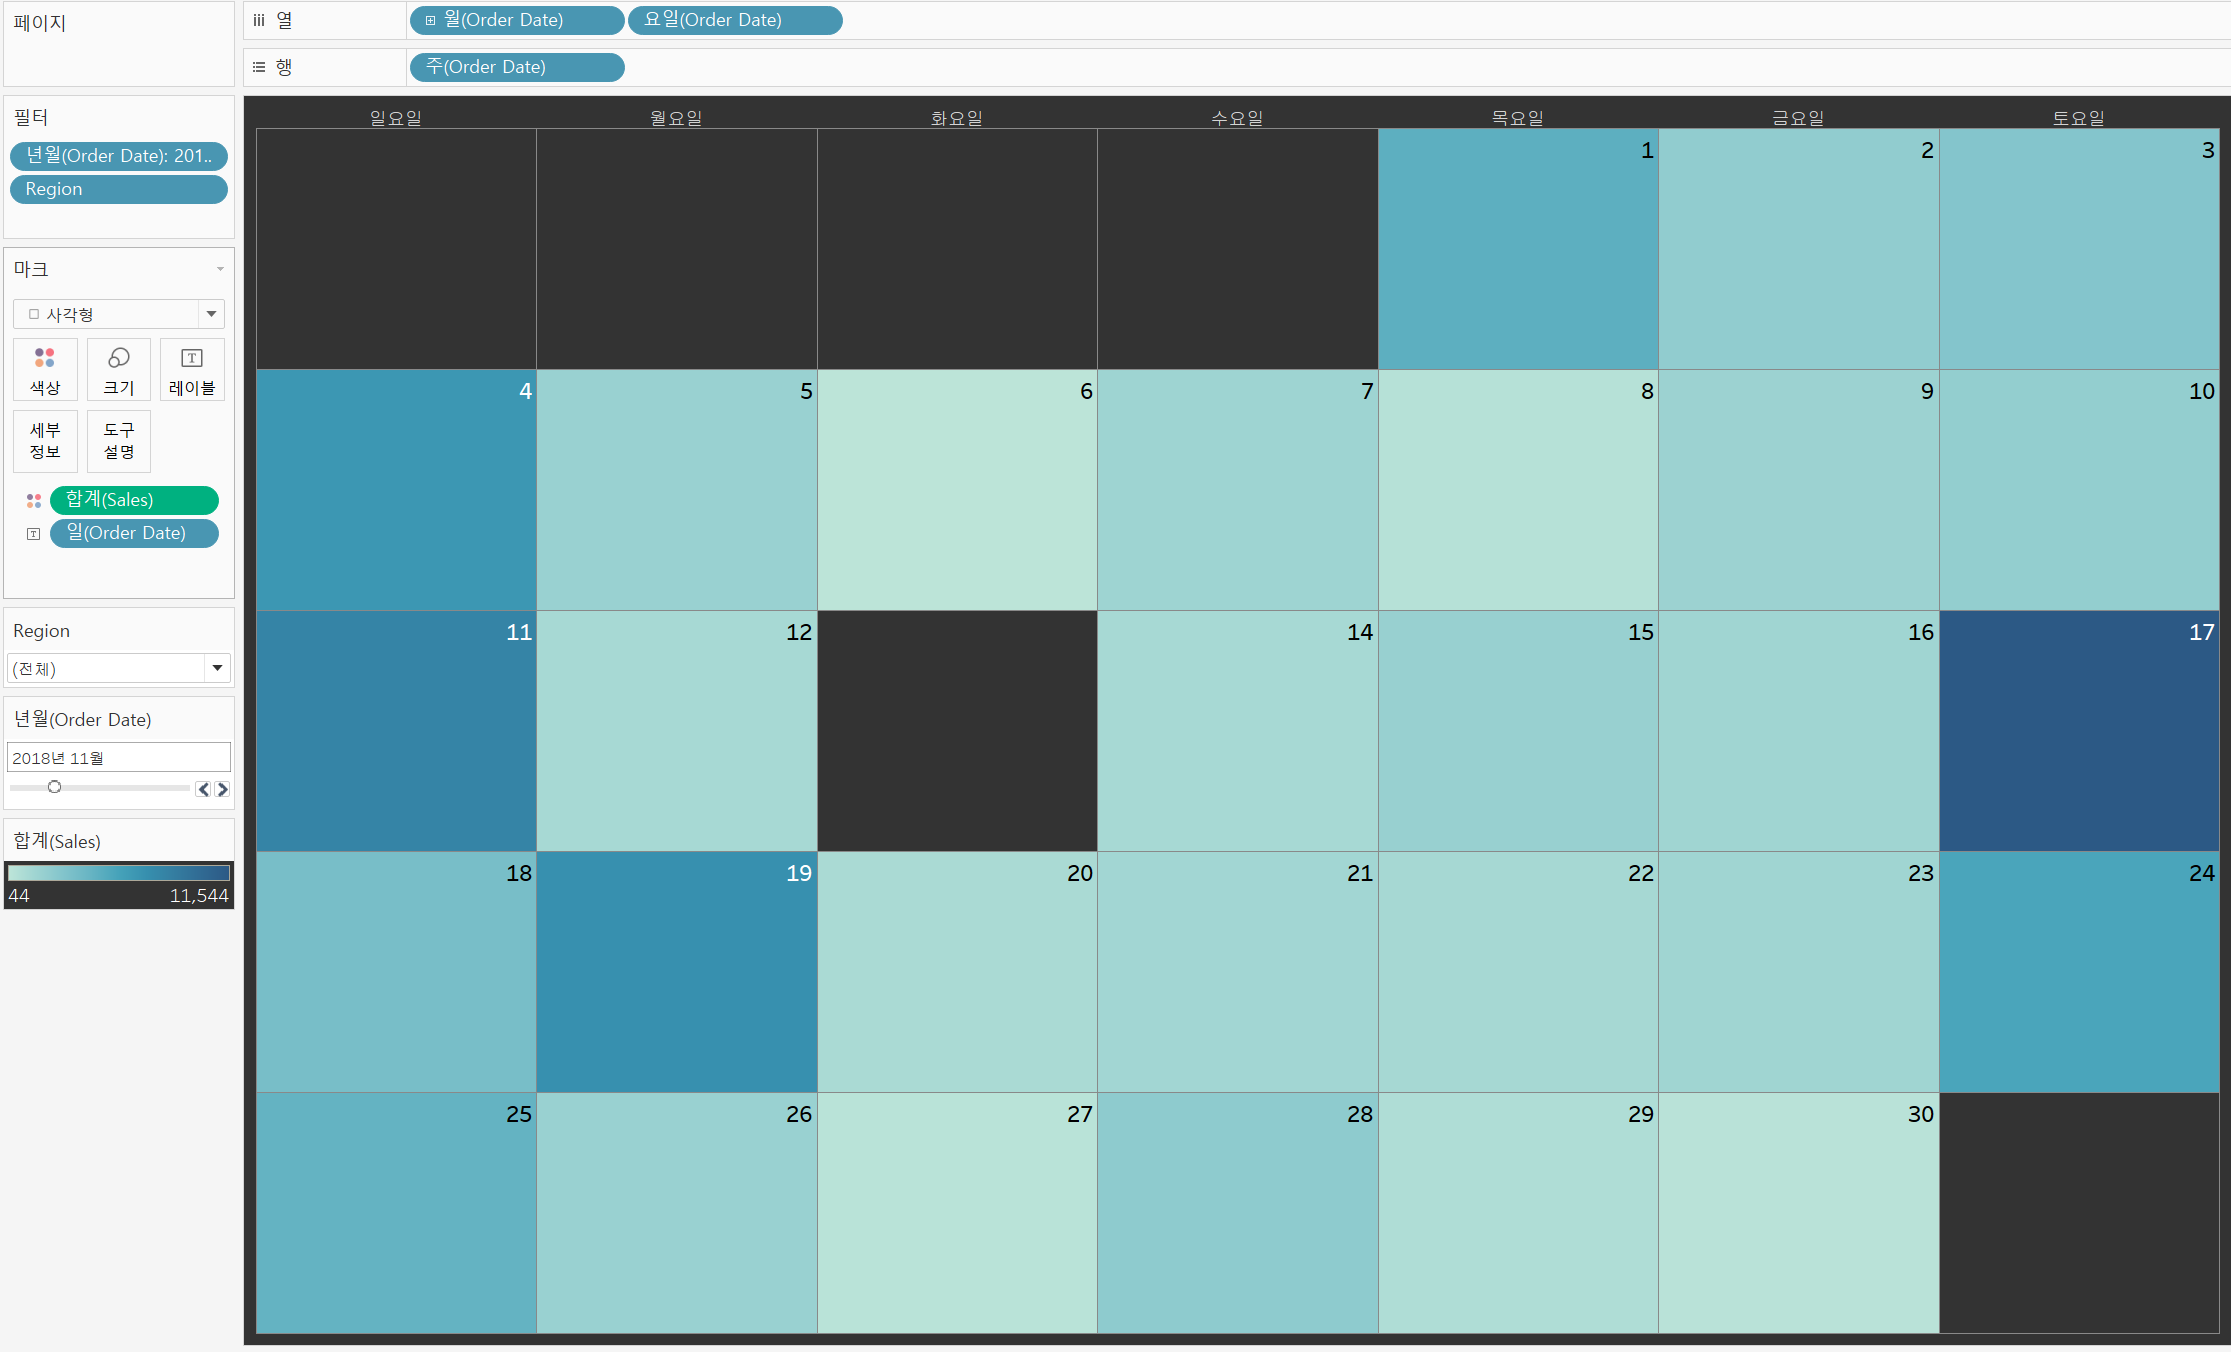 페이지
열
월(Order Date)
요일(Order Date)
행
주(Order Date)
필터
년월(Order Date): 201..
Region
마크
사각형
색상
크기
레이블
세부
정보
도구
설명
합계(Sales)
일(Order Date)
Region
(전체)
년월(Order Date)
2018년 11월
합계(Sales)
44 11,544
일요일 월요일 화요일 수요일 목요일 금요일 토요일
1 2 3
4 5 6 7 8 9 10
11 12 14 15 16 17
18 19 20 21 22 23 24
25 26 27 28 29 30